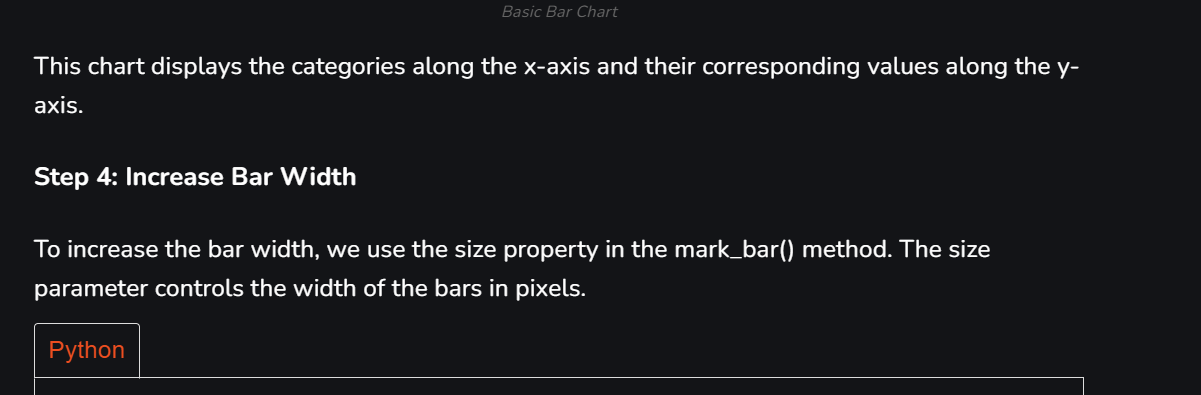 Basic Bar Chart
This chart displays the categories along the x-axis and their corresponding values along the y-
axis.
Step 4: Increase Bar Width
To increase the bar width, we use the size property in the mark_bar() method. The size
parameter controls the width of the bars in pixels.
Python